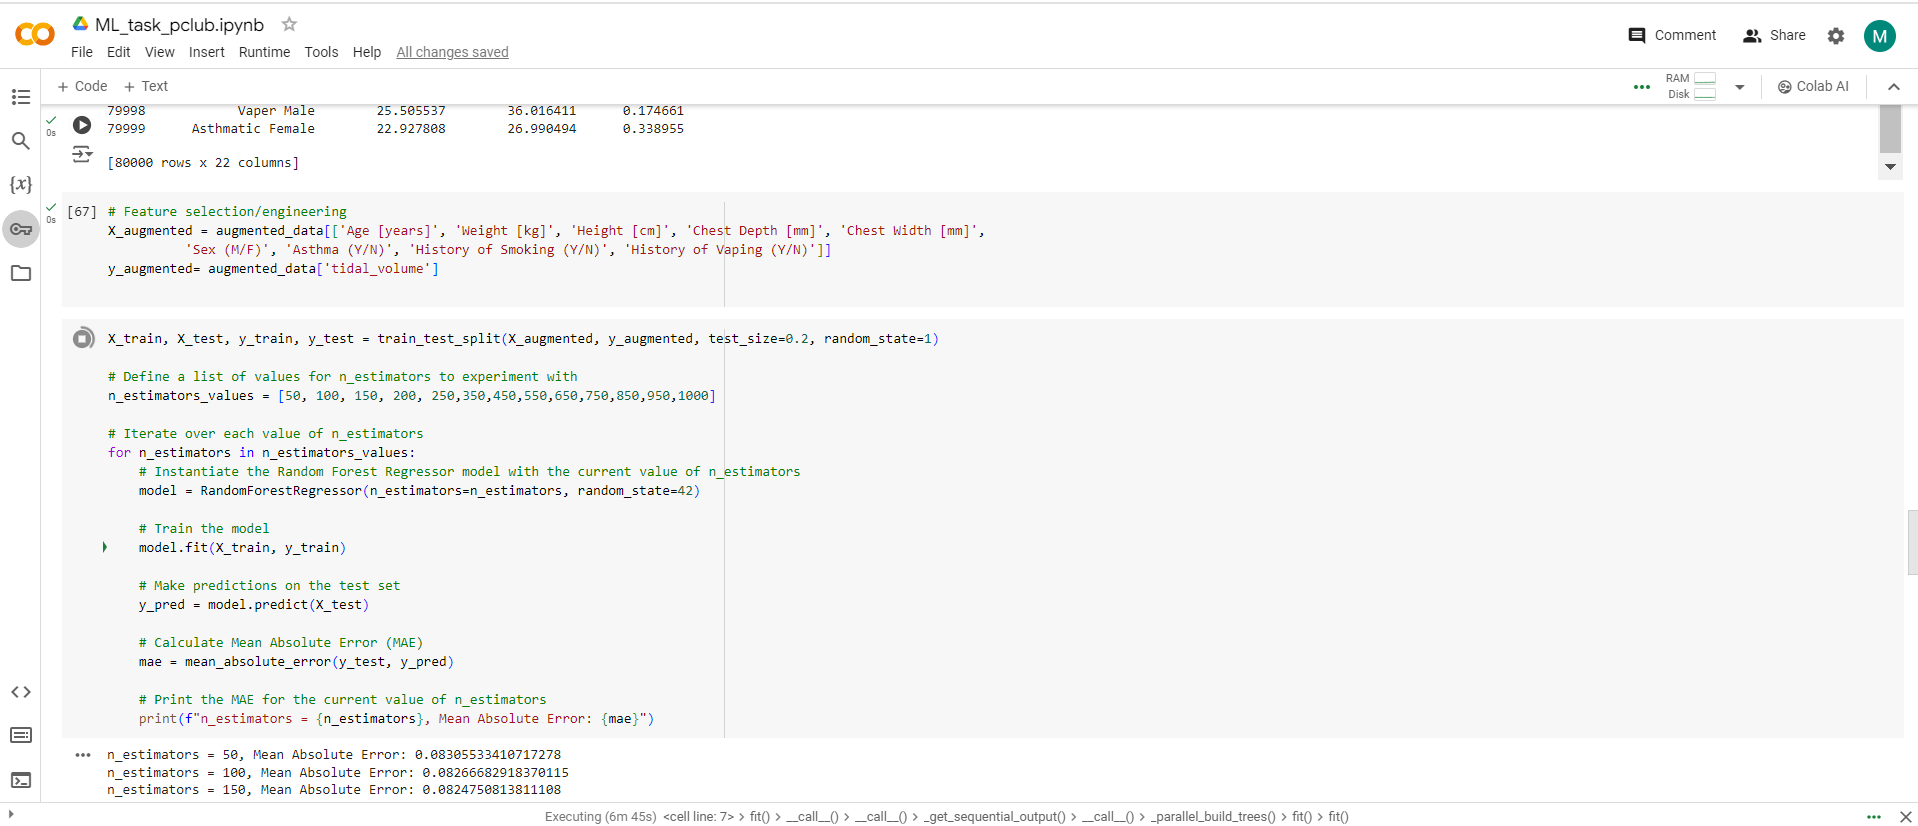 ML_task_pclub.ipynb
Comment
Share
M
File Edit View Insert Runtime Tools Help All changes saved
+ Code + Text
RAM
Disk
Colab AI
79998 Vaper Male 25.505537 36.016411 0.174661
0s
79999 Asthmatic Female 22.927808 26.990494 0.338955
[80000 rows x 22 columns]
{x}
0s
[67] # Feature selection/engineering
X_augmented = augmented_data[['Age [years]', 'Weight [kg]', 'Height [cm]', 'Chest Depth [mm]', 'Chest Width [mm]',
'Sex (M/F)', 'Asthma (Y/N)', 'History of Smoking (Y/N)', 'History of Vaping (Y/N)']]
y_augmented= augmented_data['tidal_volume']
X_train, X_test, y_train, y_test = train_test_split(X_augmented, y_augmented, test_size=0.2, random_state=1)
# Define a list of values for n_estimators to experiment with
n_estimators_values = [50, 100, 150, 200, 250,350,450,550,650,750,850,950,1000]
# Iterate over each value of n_estimators
for n_estimators in n_estimators_values:
# Instantiate the Random Forest Regressor model with the current value of n_estimators
model = RandomForestRegressor(n_estimators=n_estimators, random_state=42)
# Train the model
model.fit(X_train, y_train)
# Make predictions on the test set
y_pred = model.predict(X_test)
# Calculate Mean Absolute Error (MAE)
mae = mean_absolute_error(y_test, y_pred)
# Print the MAE for the current value of n_estimators
print(f"n_estimators = {n_estimators}, Mean Absolute Error: {mae}")
n_estimators = 50, Mean Absolute Error: 0.08305533410717278
n_estimators = 100, Mean Absolute Error: 0.08266682918370115
n_estimators = 150, Mean Absolute Error: 0.0824750813811108
Executing (6m 45s) <cell line: 7> > fit() > __call__() > __call__() > _get_sequential_output() > __call__() > _parallel_build_trees() > fit() > fit()